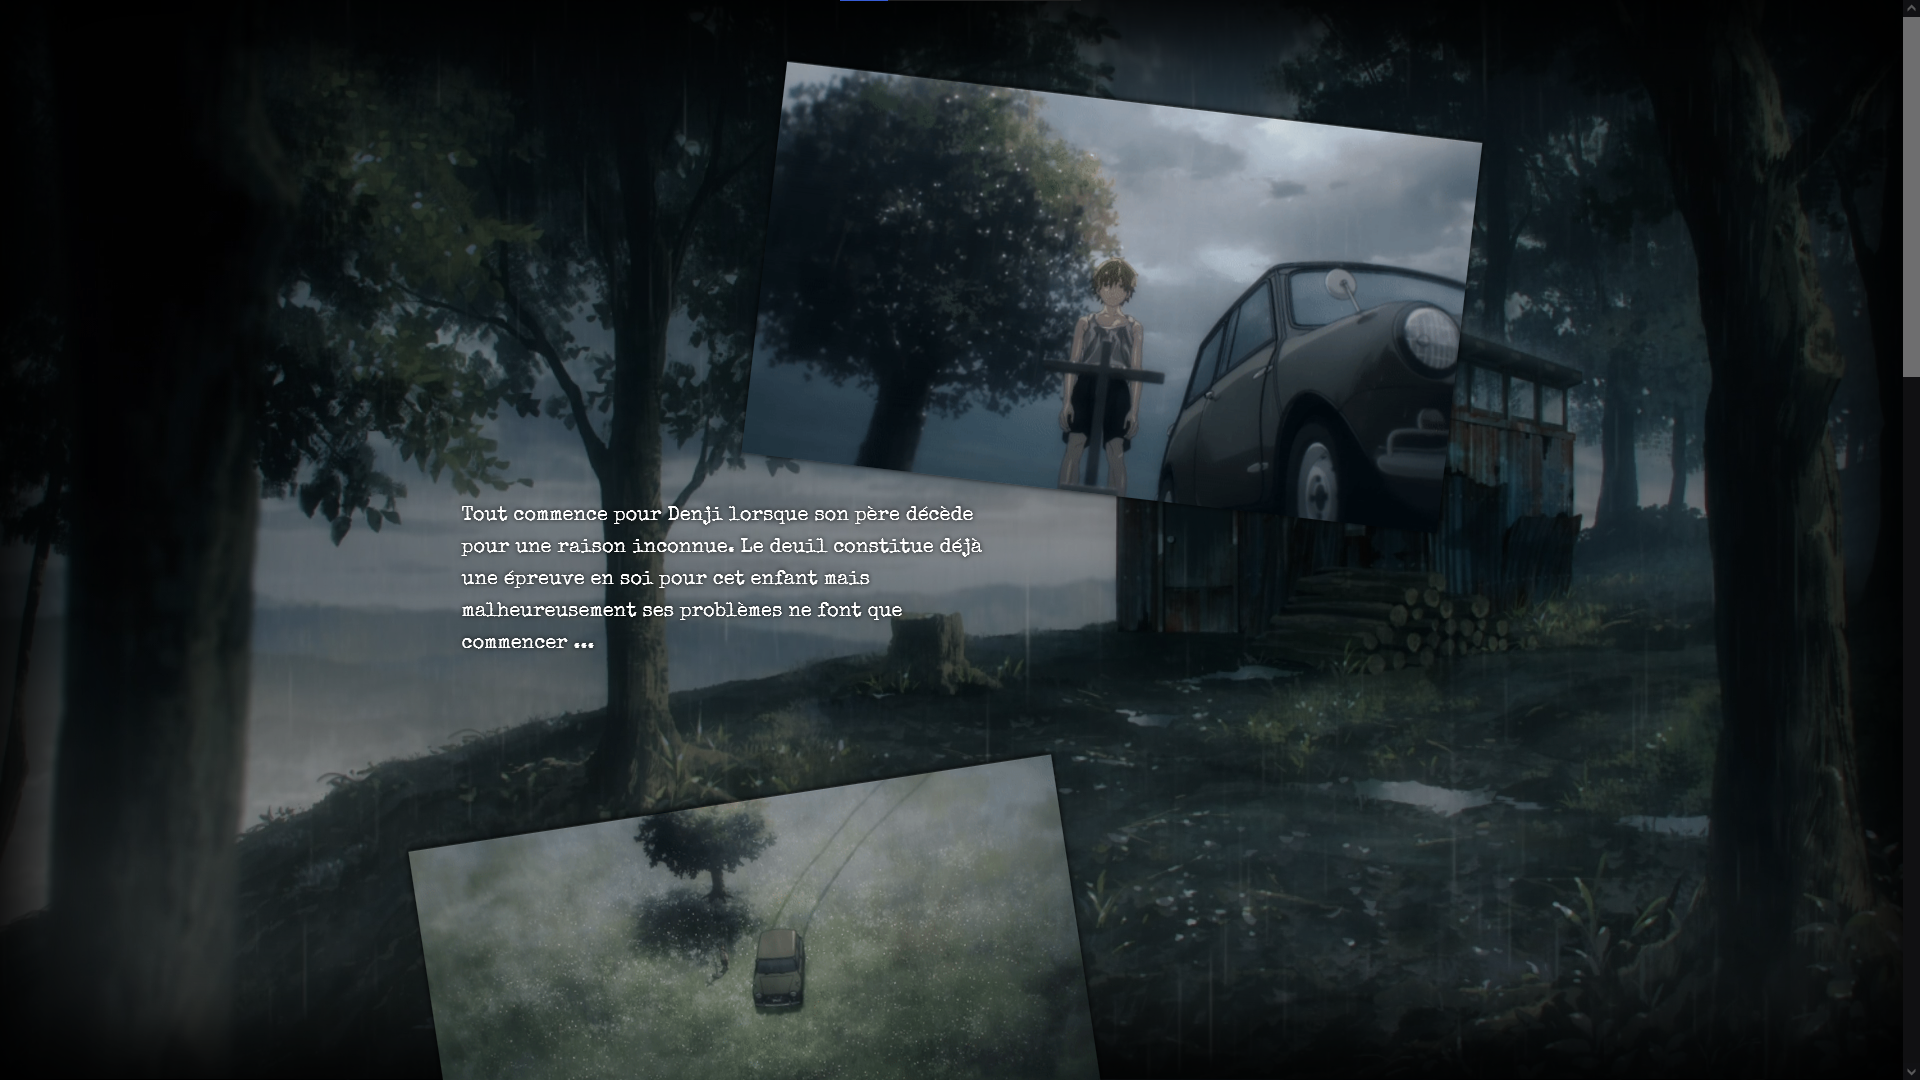 Tout commence pour Denji lorsque son père décède
pour une raison inconnue. Le deuil constitue déjà
une épreuve en soi pour cet enfant mais
malheureusement ses problèmes ne font que
commencer ...